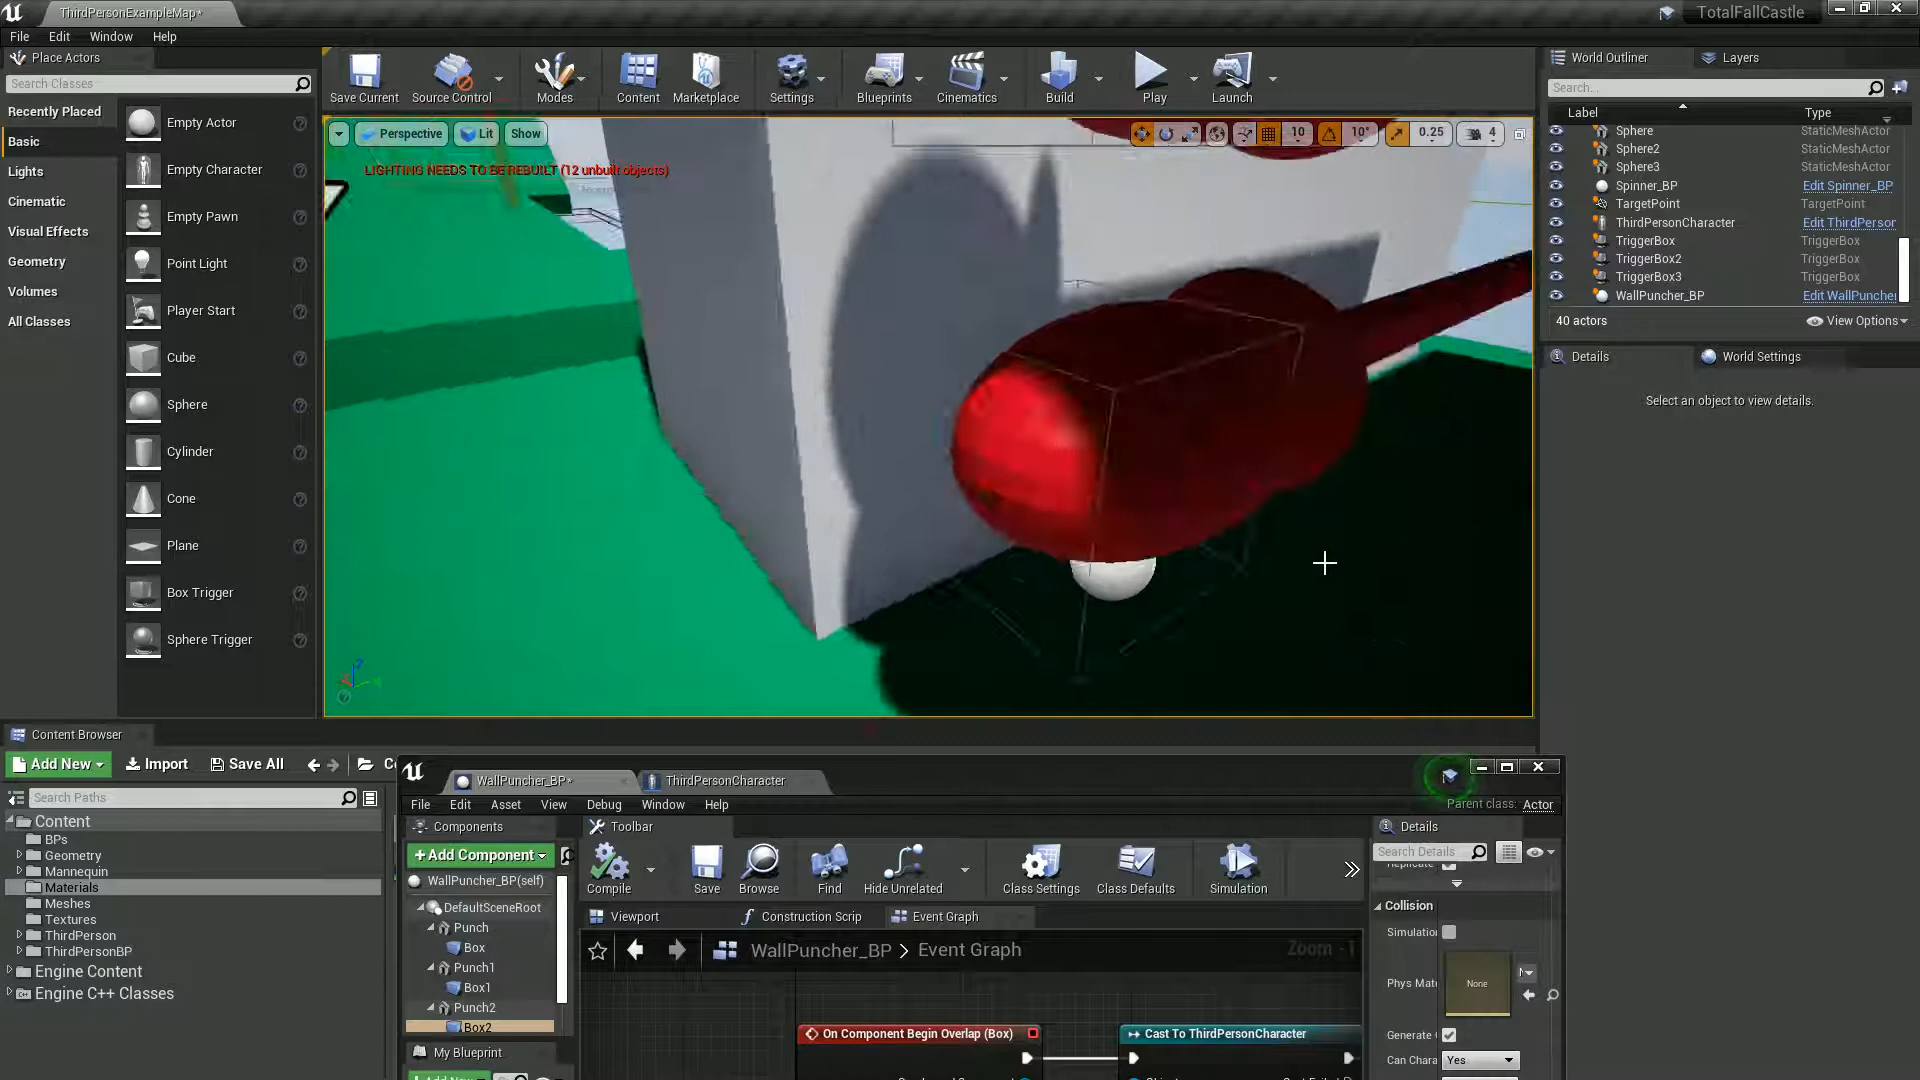 ThirdPersonExampleMap*
TotalFallCastle
File Edit Window Help
Place Actors
Search Classes
Recently Placed
Basic
Lights
Cinematic
Visual Effects
Geometry
Volumes
All Classes
Empty Actor
Empty Character
Empty Pawn
Point Light
Player Start
Cube
Sphere
Cylinder
Cone
Plane
Box Trigger
Sphere Trigger
Save Current
Source Control
Modes
Content
Marketplace
Settings
Blueprints
Cinematics
Build
Play
Launch
Perspective
Lit
Show
10
10°
0.25
4
LIGHTING NEEDS TO BE REBUILT (12 unbuilt objects)
World Outliner
Layers
Search...
Label Type
Sphere StaticMeshActor
Sphere2 StaticMeshActor
Sphere3 StaticMeshActor
Spinner_BP Edit Spinner_BP
TargetPoint TargetPoint
ThirdPersonCharacter Edit ThirdPerson
TriggerBox TriggerBox
TriggerBox2 TriggerBox
TriggerBox3 TriggerBox
WallPuncher_BP Edit WallPuncher
40 actors
View Options
Details
World Settings
Select an object to view details.
Content Browser
Add New
Import
Save All
Search Paths
Content
BPs
Geometry
Mannequin
Materials
Meshes
Textures
ThirdPerson
ThirdPersonBP
Engine Content
Engine C++ Classes
WallPuncher_BP*
ThirdPersonCharacter
File Edit Asset View Debug Window Help
Parent class: Actor
Components
+Add Component
WallPuncher_BP(self)
DefaultSceneRoot
Punch
Box
Punch1
Box1
Punch2
Box2
My Blueprint
Toolbar
Compile
Save
Browse
Find
Hide Unrelated
Class Settings
Class Defaults
Simulation
Viewport
Construction Scrip
Event Graph
WallPuncher_BP > Event Graph
Zoom -1
On Component Begin Overlap (Box)
Cast To ThirdPersonCharacter
Details
Search Details
Collision
Simulation
Phys Mate
None
Generate
Can Chara
Yes